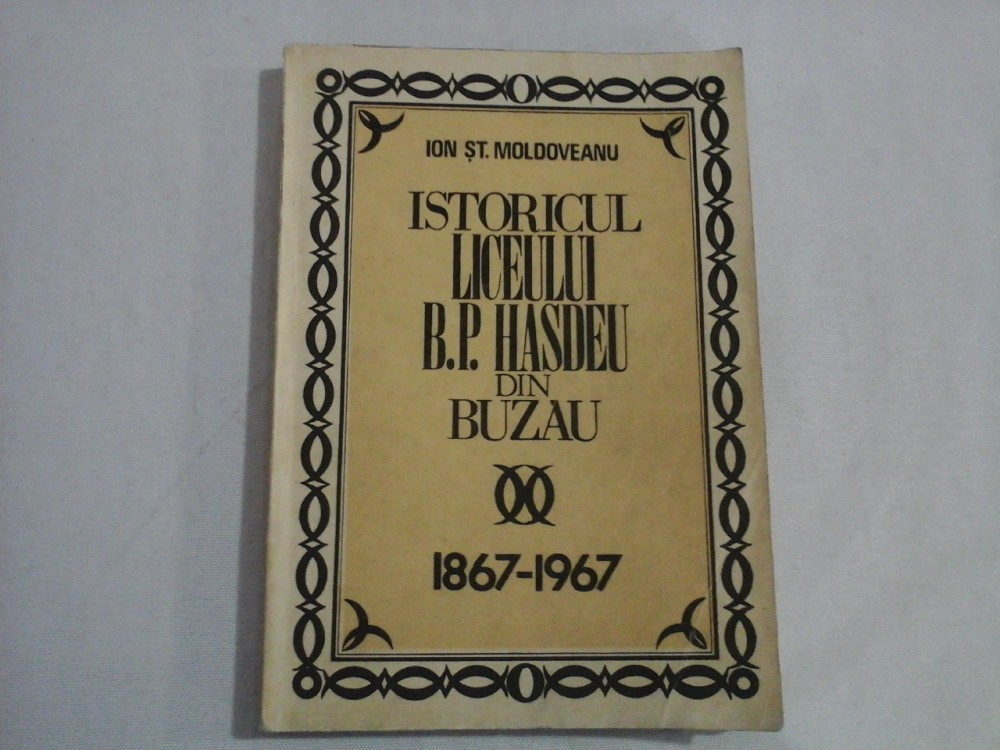 ION ȘT. MOLDOVEANU
ISTORICUL
LICEULUI
B.P. HASDEU
DIN
BUZAU
1867-1967